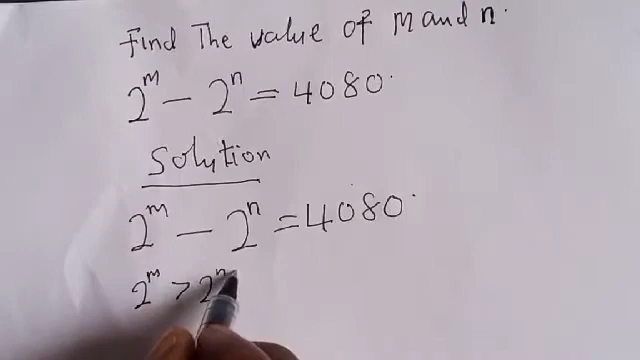 Find The value of m and n.
2^m - 2^n = 4080.
Solution
2^m - 2^n = 4080.
2^m > 2^n